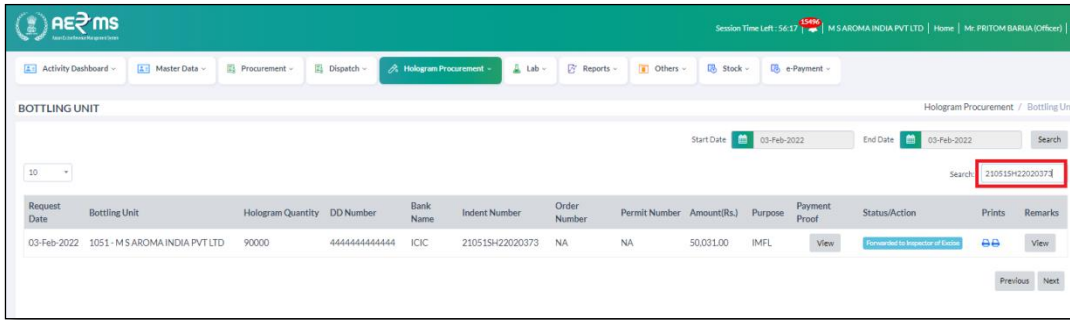 AERMS
Session Time Left : 56:17 15496 | M S AROMA INDIA PVT LTD | Home | Mr. PRITOM BARUA (Officer) |
Activity Dashboard Master Data Procurement Dispatch Hologram Procurement Lab Reports Others Stock e-Payment
BOTTLING UNIT
Hologram Procurement / Bottling Un
Start Date 03-Feb-2022 End Date 03-Feb-2022 Search
10 Search: 21051SH22020373
Request Date Bottling Unit Hologram Quantity DD Number Bank Name Indent Number Order Number Permit Number Amount(Rs.) Purpose Payment Proof Status/Action Prints Remarks
03-Feb-2022 1051 - M S AROMA INDIA PVT LTD 90000 4444444444444 ICIC 21051SH22020373 NA NA 50,031.00 IMFL View Forwarded to Inspector of Excise View
Previous Next